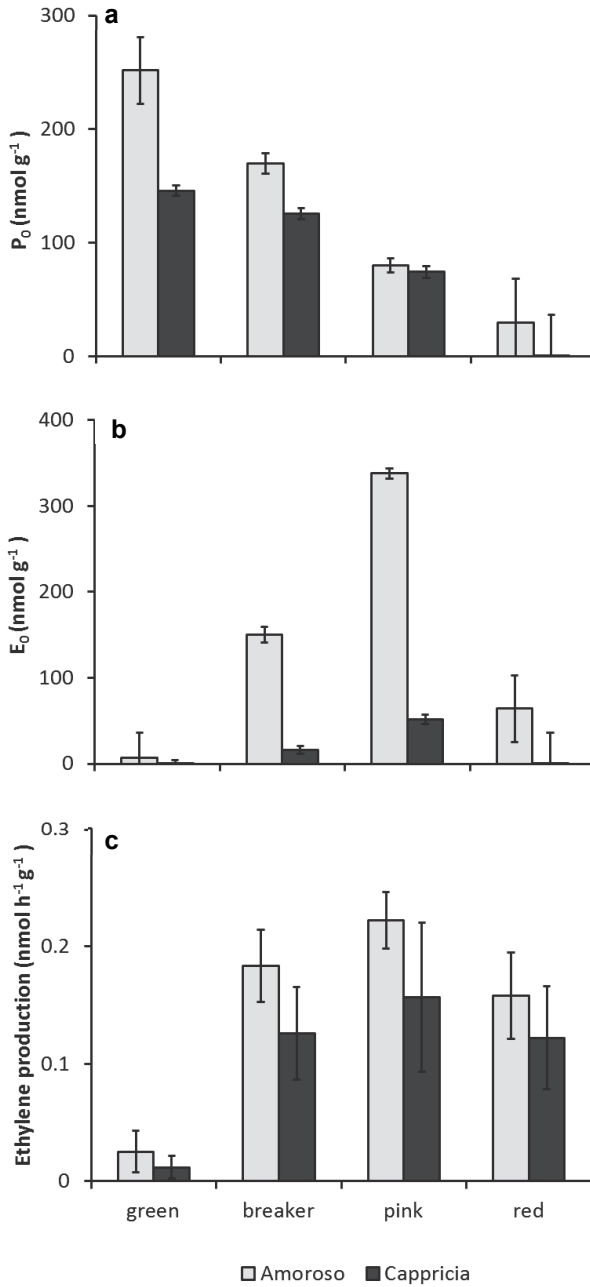 a
300
200
100
0
P₀ (nmol g⁻¹ )
b
400
300
200
100
0
E₀ (nmol g⁻¹ )
c
0.3
0.2
0.1
0
Ethylene production (nmol h⁻¹ g⁻¹ )
green breaker pink red
Amoroso Cappricia